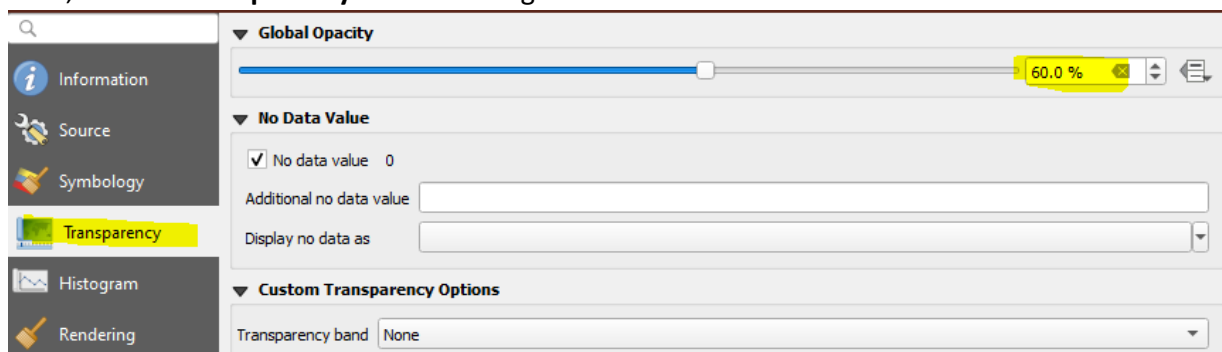 Global Opacity
Information
60.0 %
No Data Value
Source
No data value 0
Symbology
Additional no data value
Transparency
Display no data as
Histogram
Custom Transparency Options
Rendering
Transparency band None